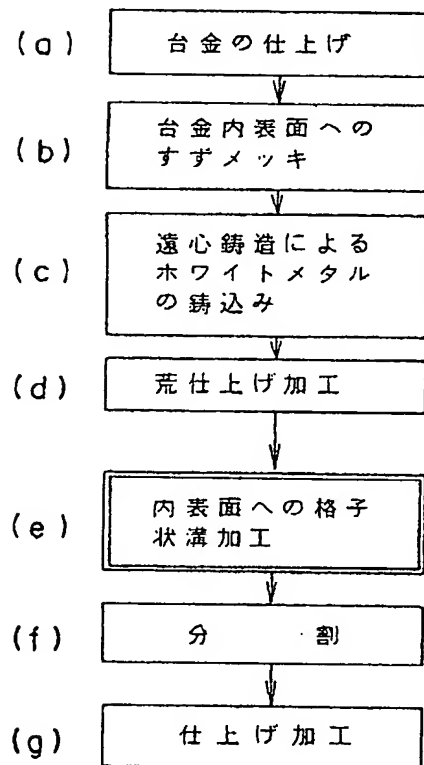 (a) 台金の仕上げ
(b) 台金内表面への
すずメッキ
(c) 遠心鋳造による
ホワイトメタル
の鋳込み
(d) 荒仕上げ加工
(e) 内表面への格子
状溝加工
(f) 分割
(g) 仕上げ加工